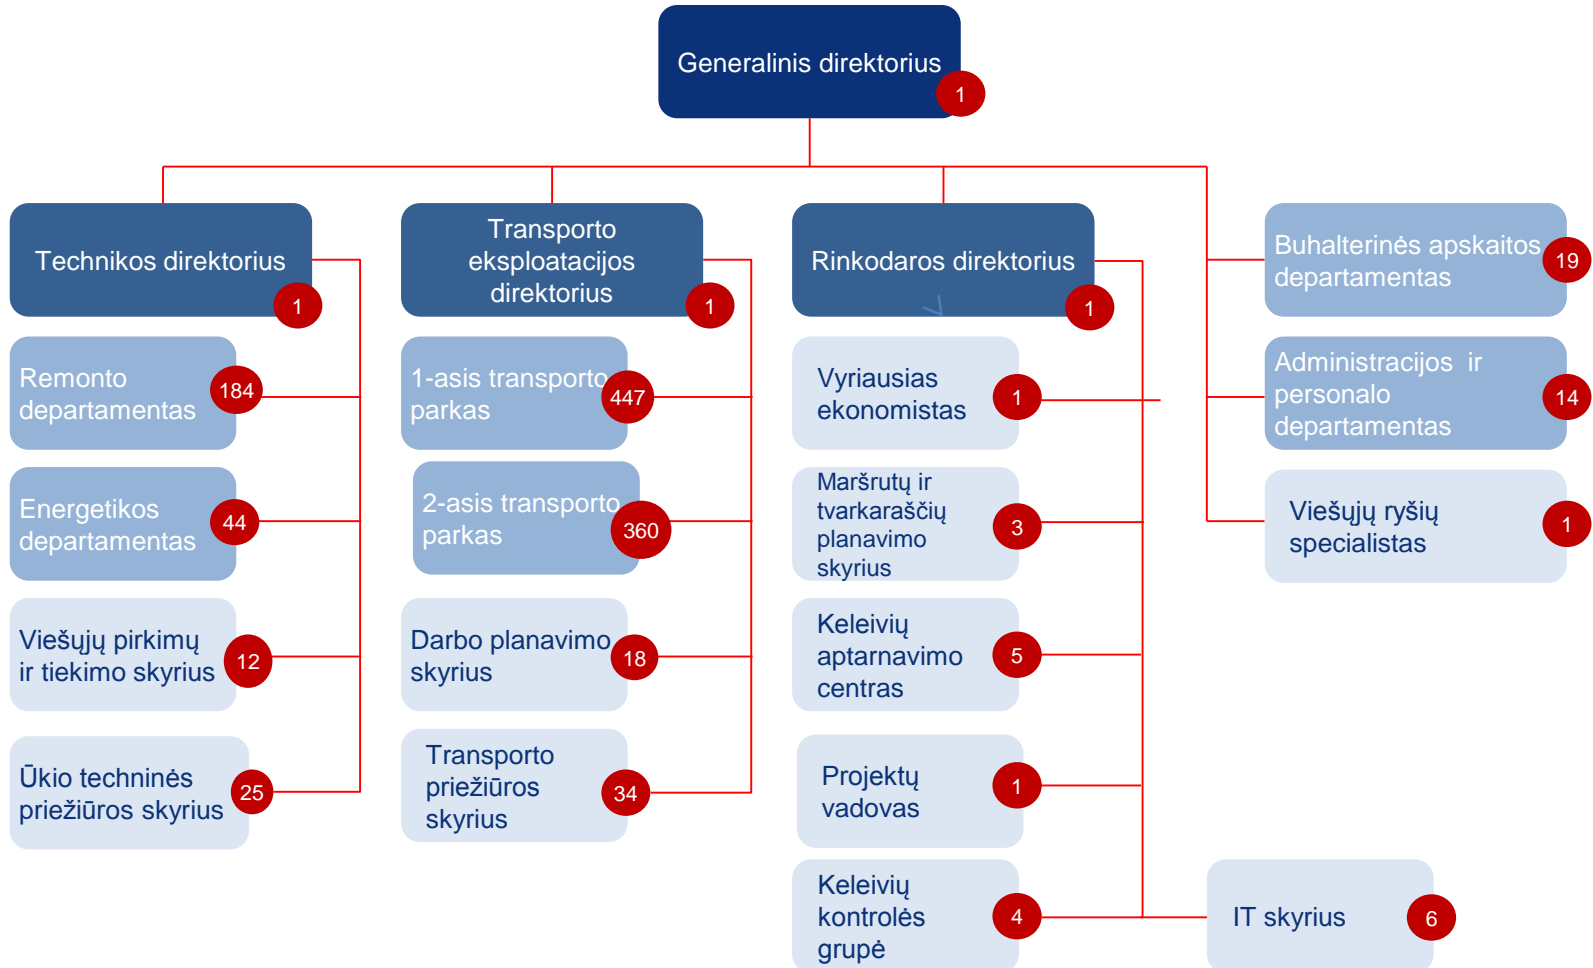 Generalinis direktorius
1
Technikos direktorius
1
Remonto
departamentas
184
Energetikos
departamentas
44
Viešųjų pirkimų
ir tiekimo skyrius
12
Ūkio techninės
priežiūros skyrius
25
Transporto
eksploatacijos
direktorius
1
1-asis transporto
parkas
447
2-asis transporto
parkas
360
Darbo planavimo
skyrius
18
Transporto
priežiūros
skyrius
34
Rinkodaros direktorius
1
Vyriausias
ekonomistas
1
Maršrutų ir
tvarkaraščių
planavimo
skyrius
3
Keleivių
aptarnavimo
centras
5
Projektų
vadovas
1
Keleivių
kontrolės
grupė
4
IT skyrius
6
Buhalterinės apskaitos
departamentas
19
Administracijos ir
personalo
departamentas
14
Viešųjų ryšių
specialistas
1